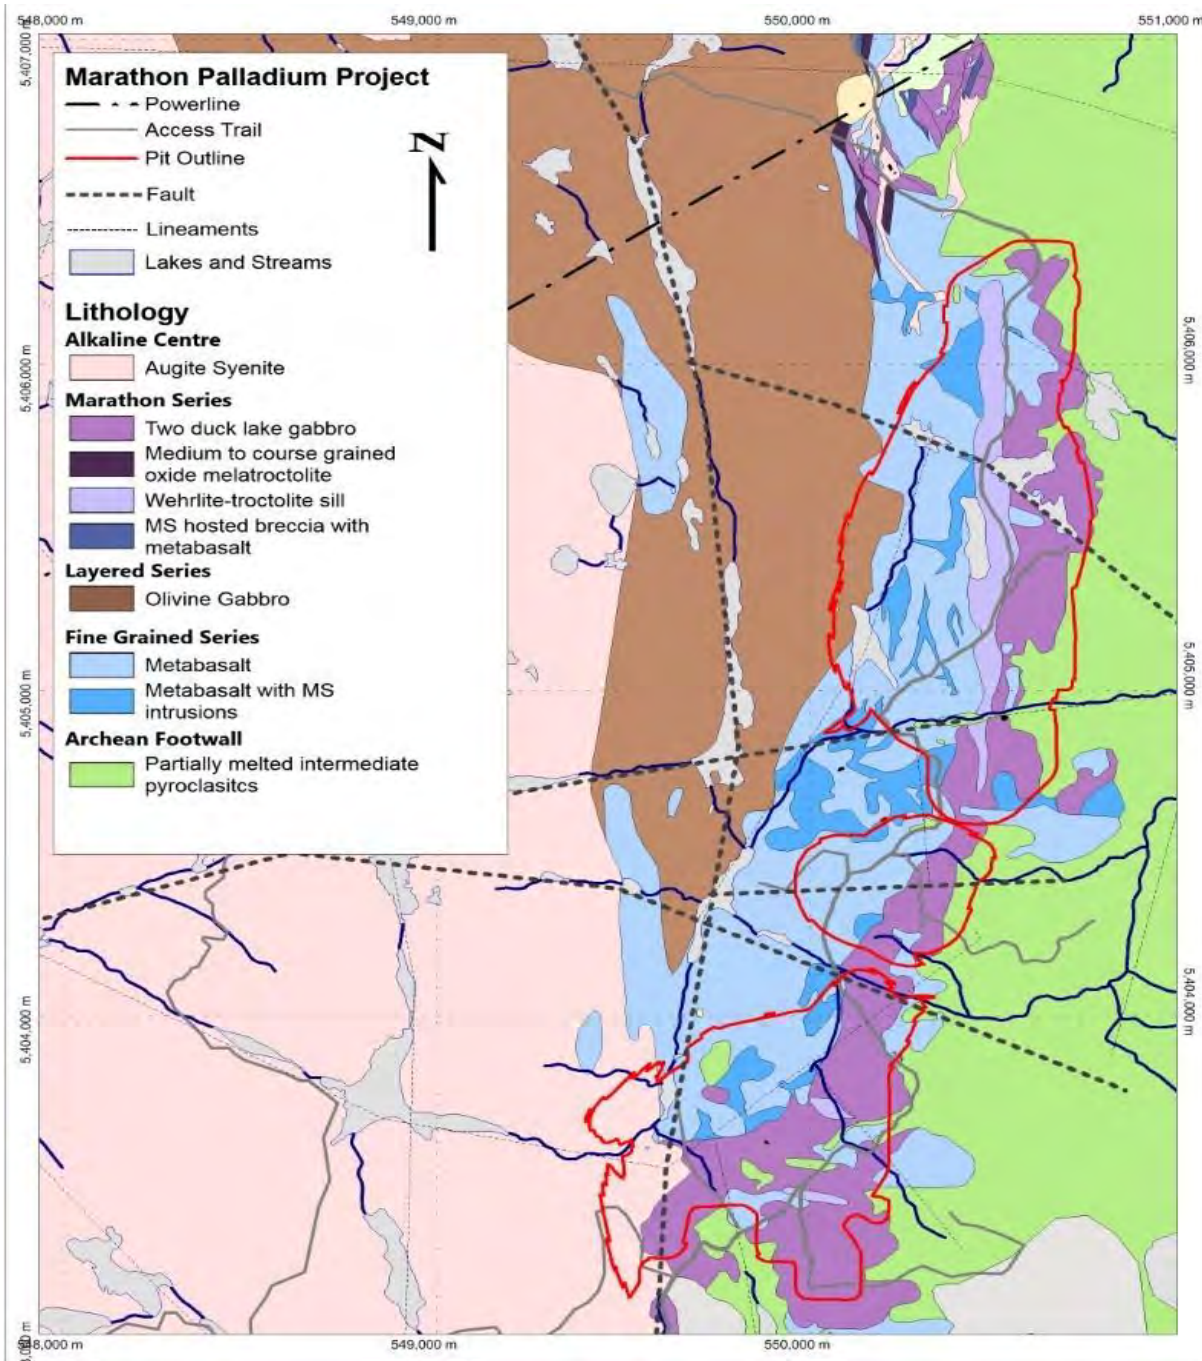 548,000 m 549,000 m 550,000 m 551,000 m
5,407,000 m
Marathon Palladium Project
Powerline
Access Trail
Pit Outline
Fault
Lineaments
Lakes and Streams
N
Lithology
Alkaline Centre
Augite Syenite
Marathon Series
Two duck lake gabbro
Medium to course grained
oxide melatroctolite
Wehrlite-troctolite sill
MS hosted breccia with
metabasalt
Layered Series
Olivine Gabbro
Fine Grained Series
Metabasalt
Metabasalt with MS
intrusions
Archean Footwall
Partially melted intermediate
pyroclasitcs
5,406,000 m
5,406,000 m
5,405,000 m
5,405,000 m
5,404,000 m
5,404,000 m
548,000 m 549,000 m 550,000 m